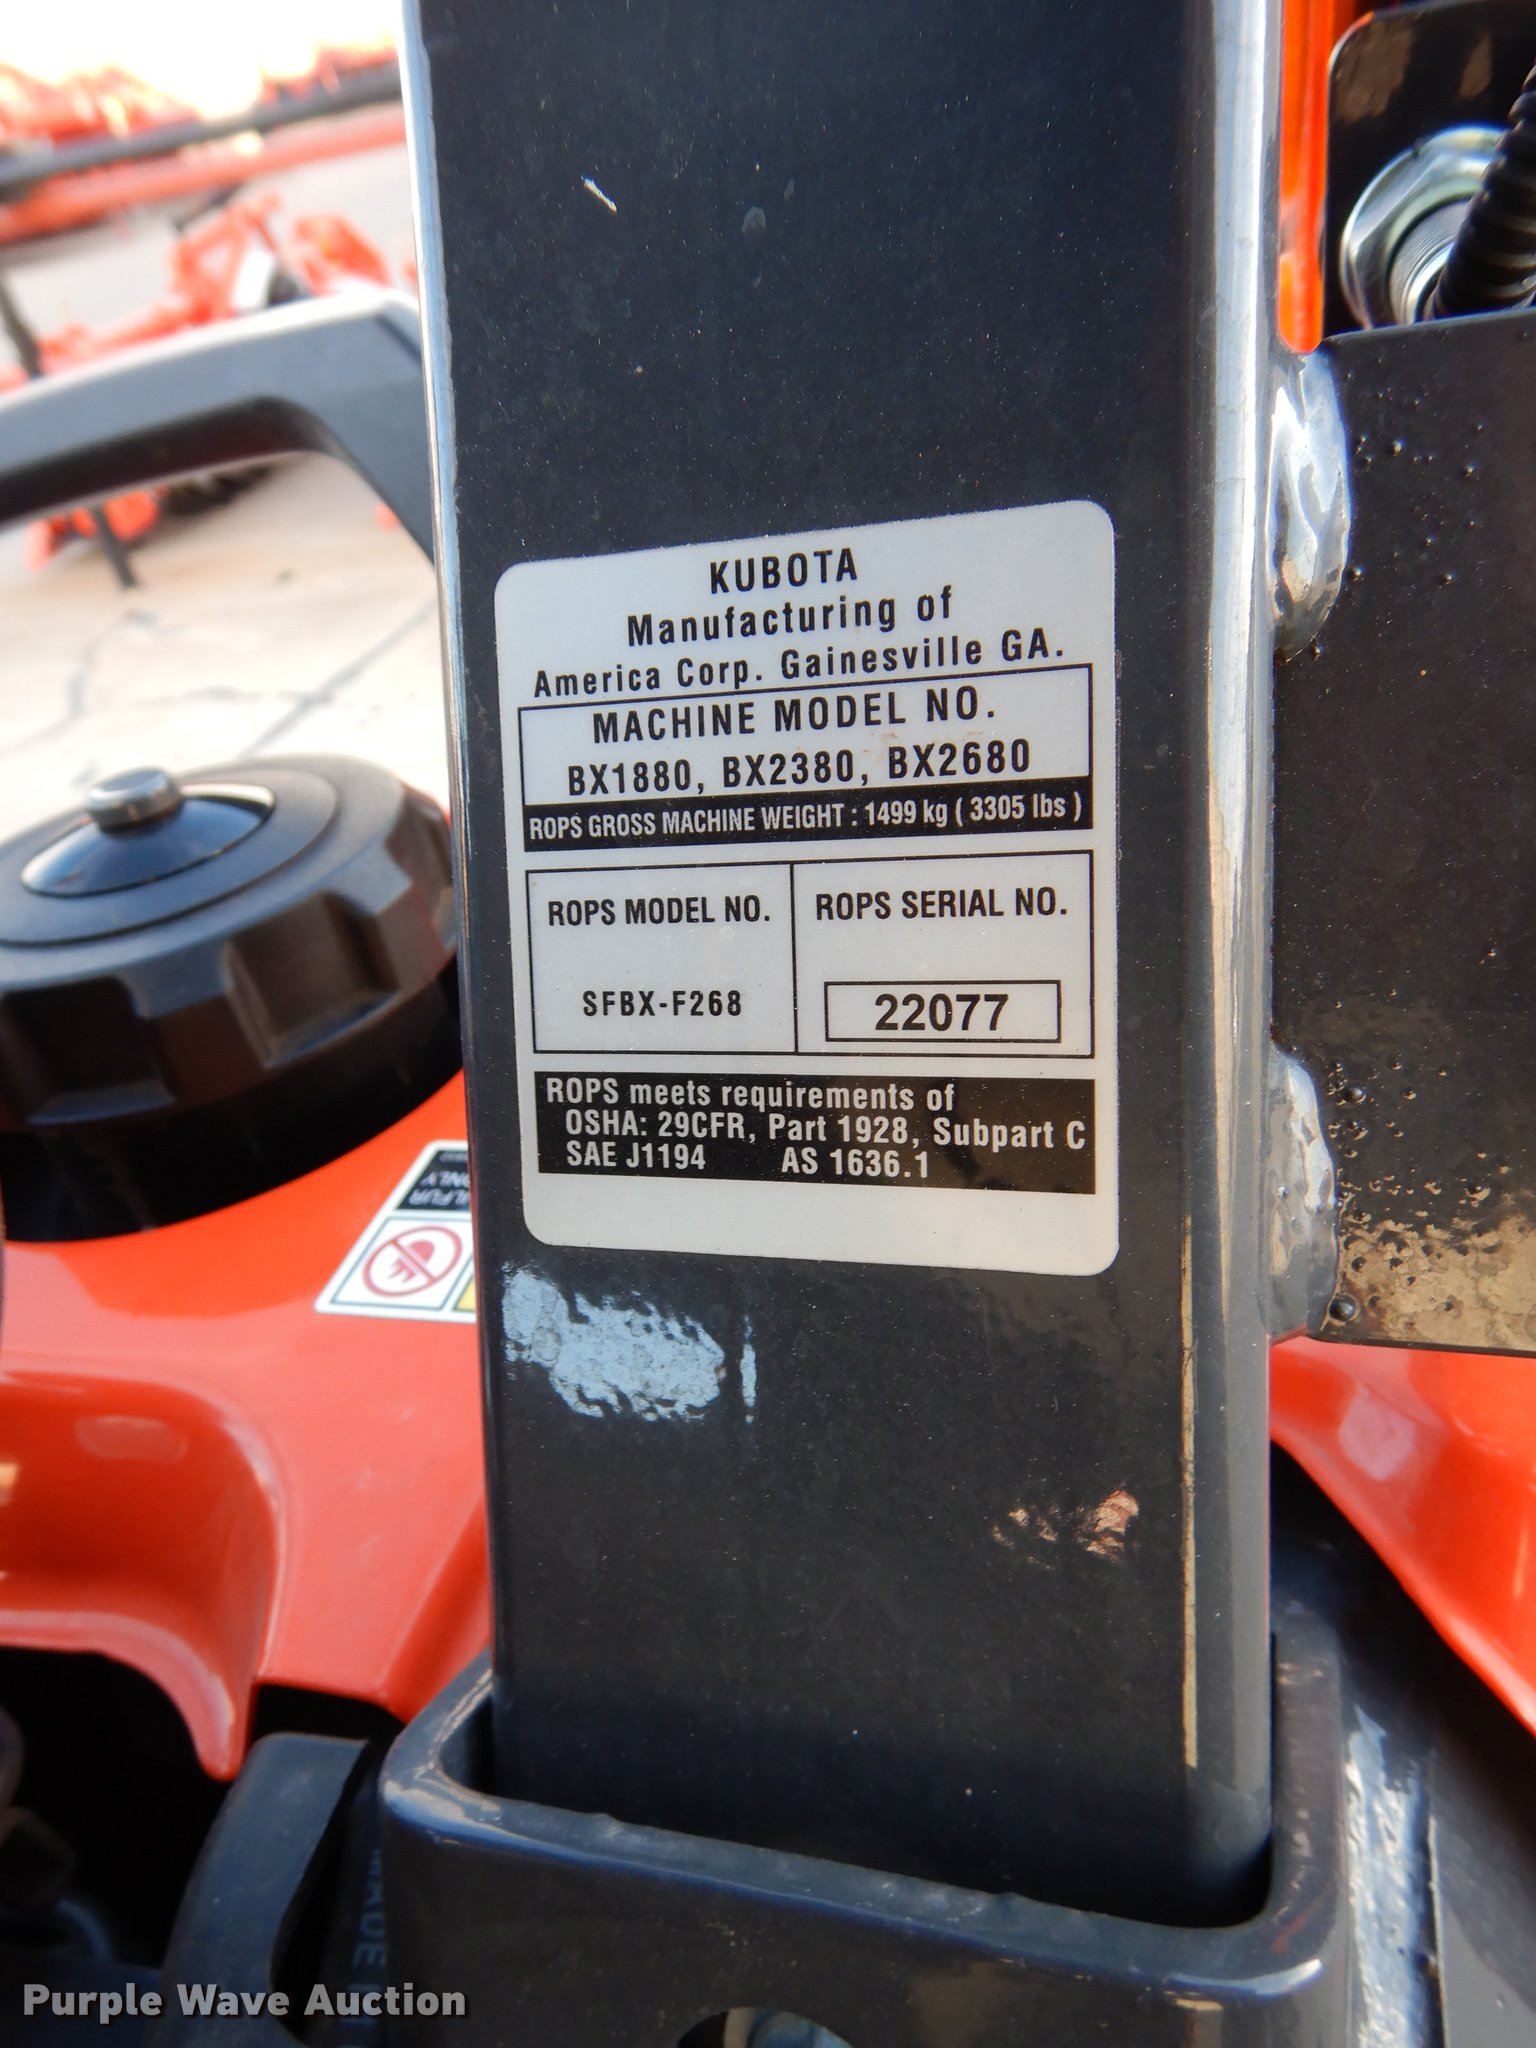 KUBOTA
Manufacturing of
America Corp. Gainesville GA.
MACHINE MODEL NO.
BX1880, BX2380, BX2680
ROPS GROSS MACHINE WEIGHT : 1499 kg ( 3305 lbs )
ROPS MODEL NO.
SFBX-F268
ROPS SERIAL NO.
22077
ROPS meets requirements of
OSHA: 29CFR, Part 1928, Subpart C
SAE J1194 AS 1636.1
ONLY
Purple Wave Auction